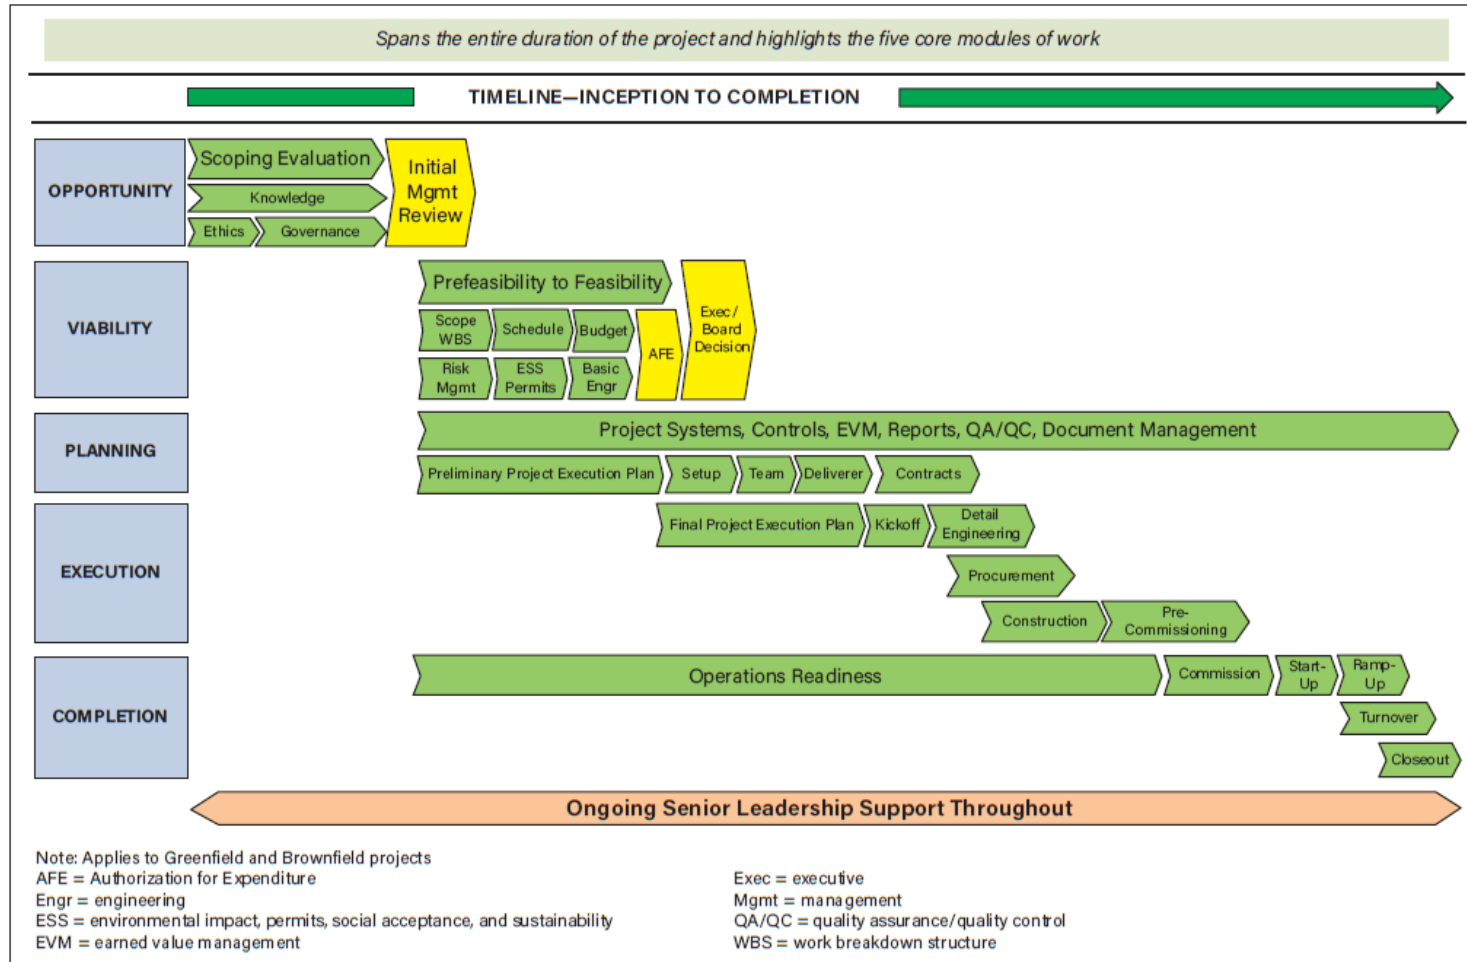 Spans the entire duration of the project and highlights the five core modules of work
TIMELINE—INCEPTION TO COMPLETION
OPPORTUNITY
Scoping Evaluation
Knowledge
Ethics
Governance
Initial
Mgmt
Review
VIABILITY
Prefeasibility to Feasibility
Scope
WBS
Schedule
Budget
Risk
Mgmt
ESS
Permits
Basic
Engr
AFE
Exec/
Board
Decision
PLANNING
Project Systems, Controls, EVM, Reports, QA/QC, Document Management
Preliminary Project Execution Plan
Setup
Team
Deliverer
Contracts
EXECUTION
Final Project Execution Plan
Kickoff
Detail
Engineering
Procurement
Construction
Pre-
Commissioning
COMPLETION
Operations Readiness
Commission
Start-
Up
Ramp-
Up
Turnover
Closeout
Ongoing Senior Leadership Support Throughout
Note: Applies to Greenfield and Brownfield projects
AFE = Authorization for Expenditure
Engr = engineering
ESS = environmental impact, permits, social acceptance, and sustainability
EVM = earned value management
Exec = executive
Mgmt = management
QA/QC = quality assurance/quality control
WBS = work breakdown structure